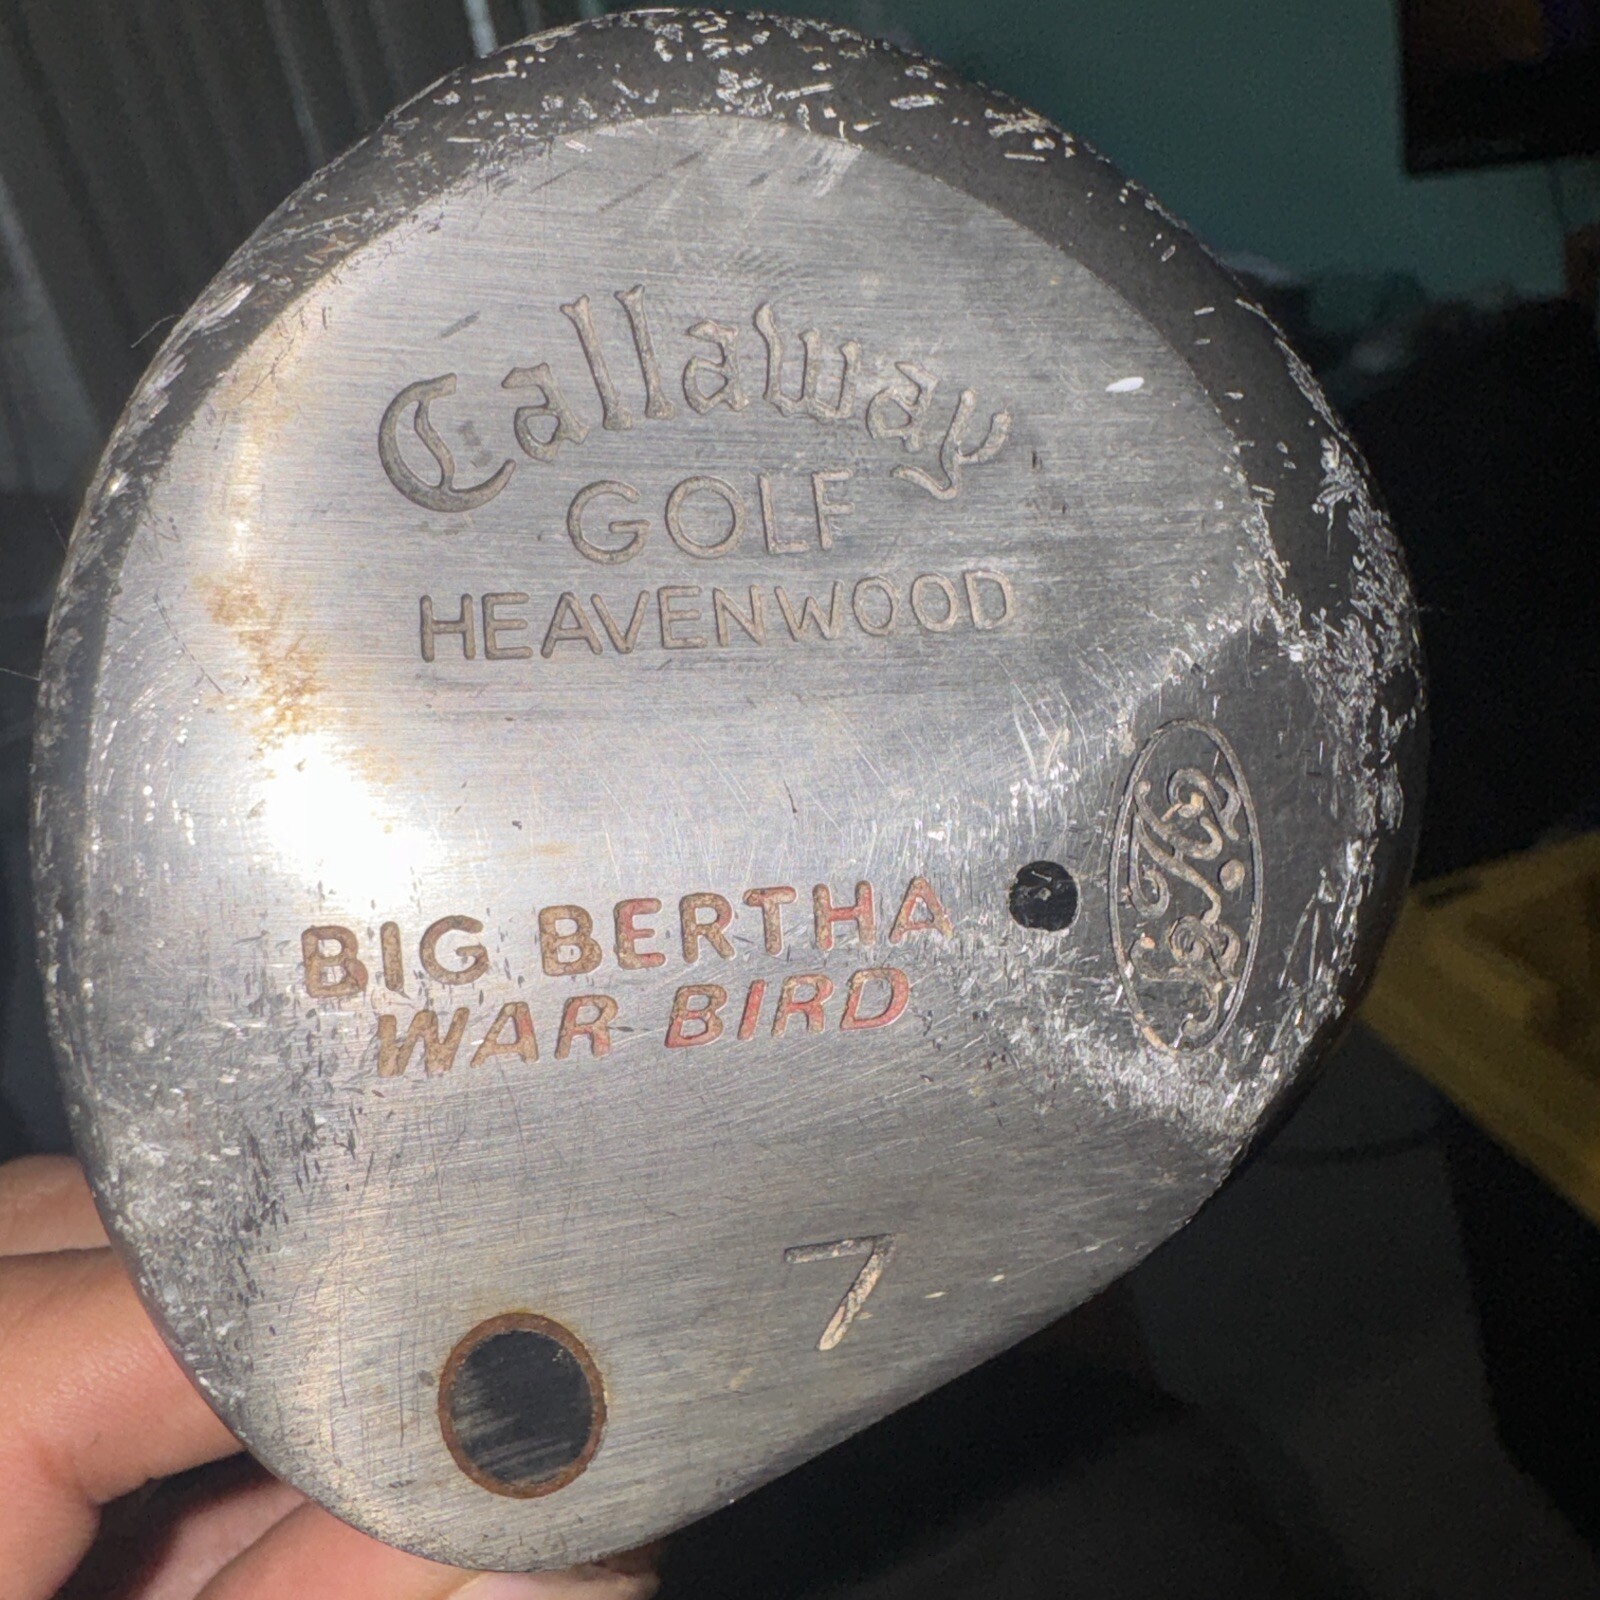 Callaway
GOLF
HEAVENWOOD
BIG BERTHA
WAR BIRD
7